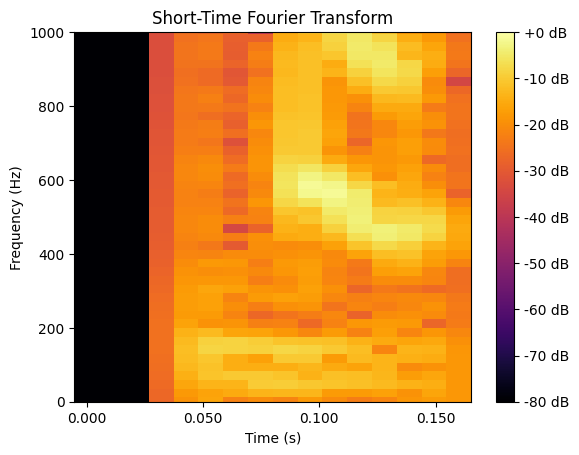 Short-Time Fourier Transform
1000
800
600
400
200
0
Frequency (Hz)
0.000
0.050
0.100
0.150
Time (s)
+0 dB
-10 dB
-20 dB
-30 dB
-40 dB
-50 dB
-60 dB
-70 dB
-80 dB